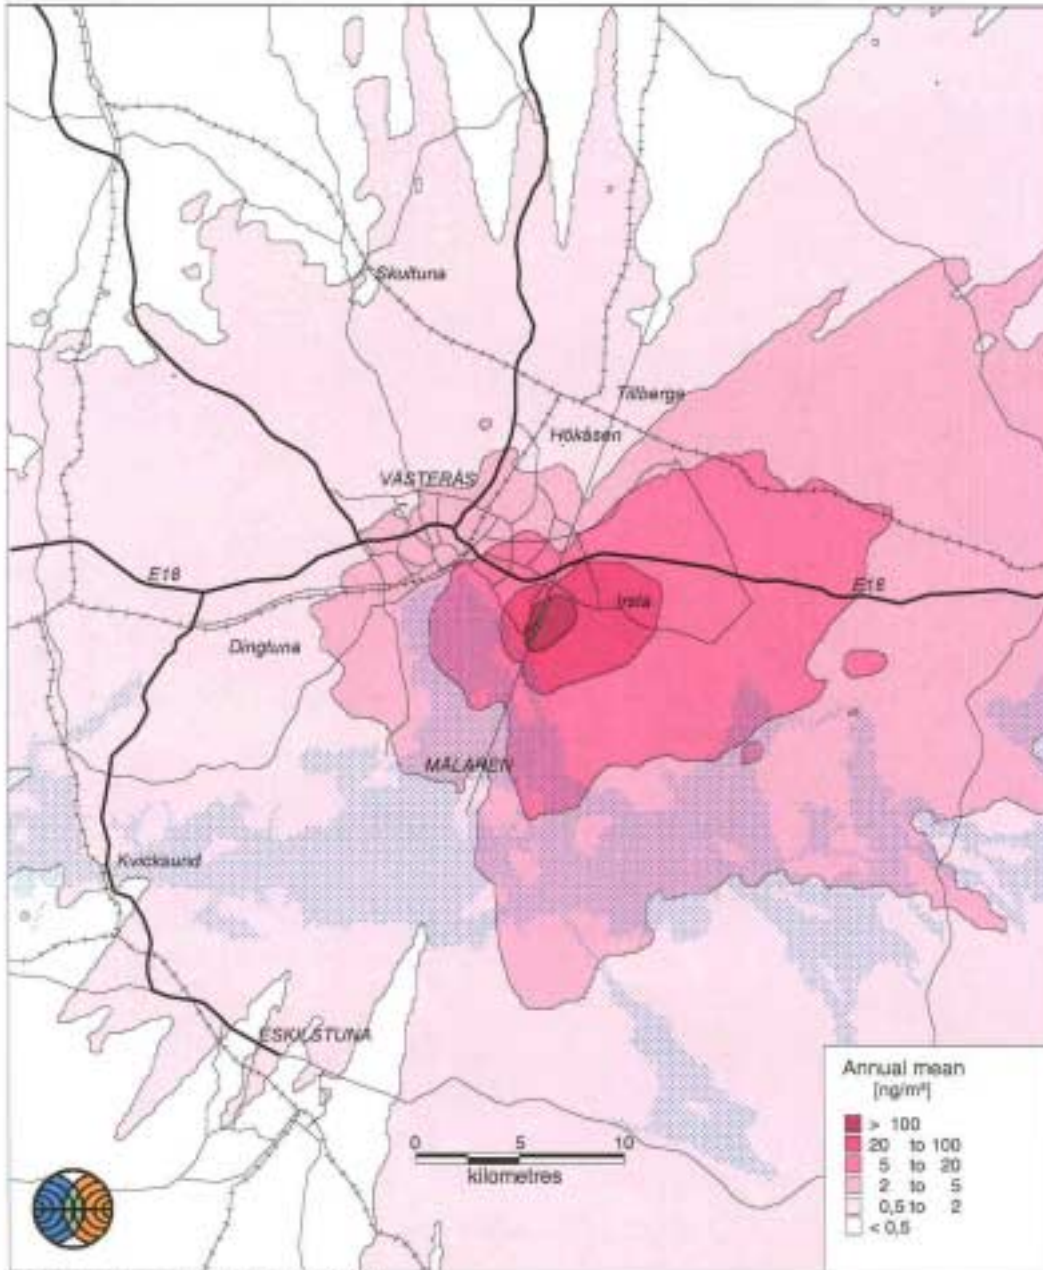 Skultuna
Tillberga
Hökåsen
VÄSTERÅS
E18
Irsta
E18
Dingtuna
MÄLAREN
Kvicksund
ESKILSTUNA
0 5 10
kilometres
Annual mean
[ng/m³]
> 100
20 to 100
5 to 20
2 to 5
0,5 to 2
< 0,5